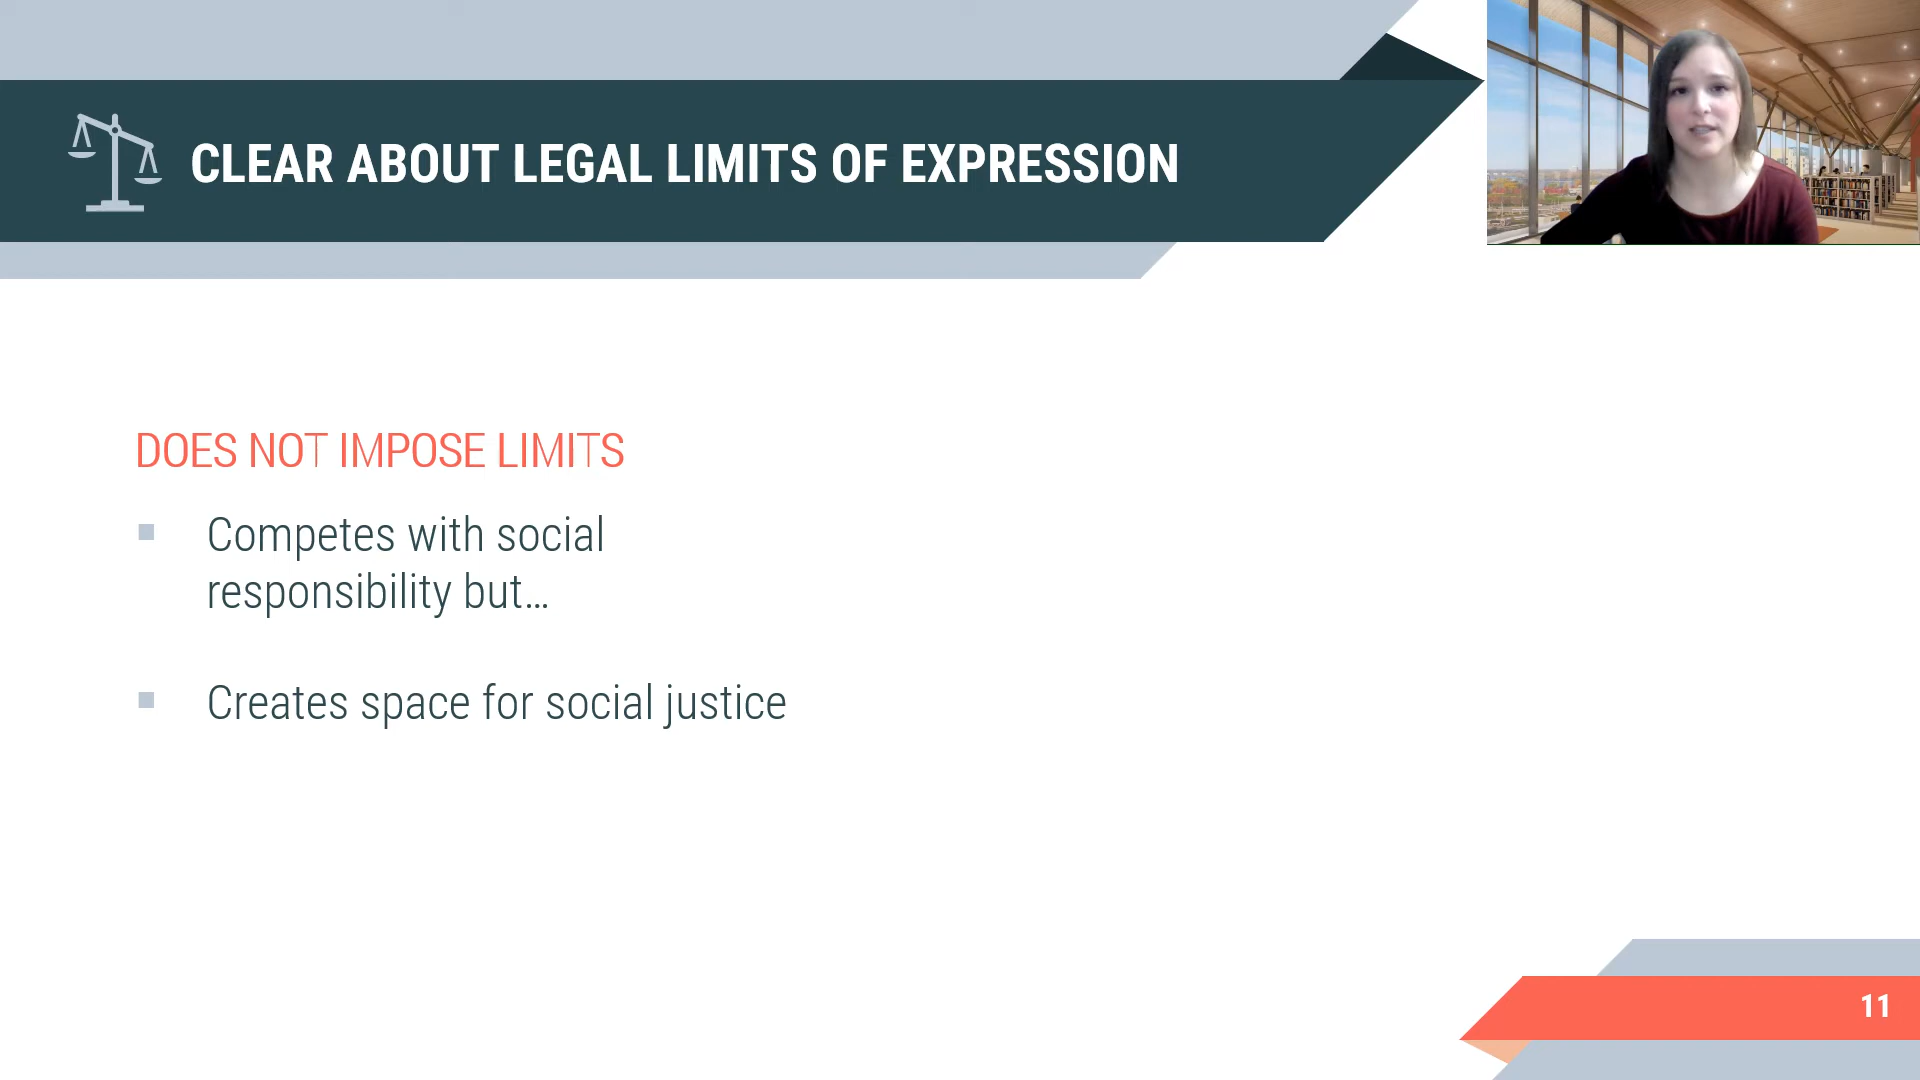 CLEAR ABOUT LEGAL LIMITS OF EXPRESSION
DOES NOT IMPOSE LIMITS
Competes with social
responsibility but…
Creates space for social justice
11